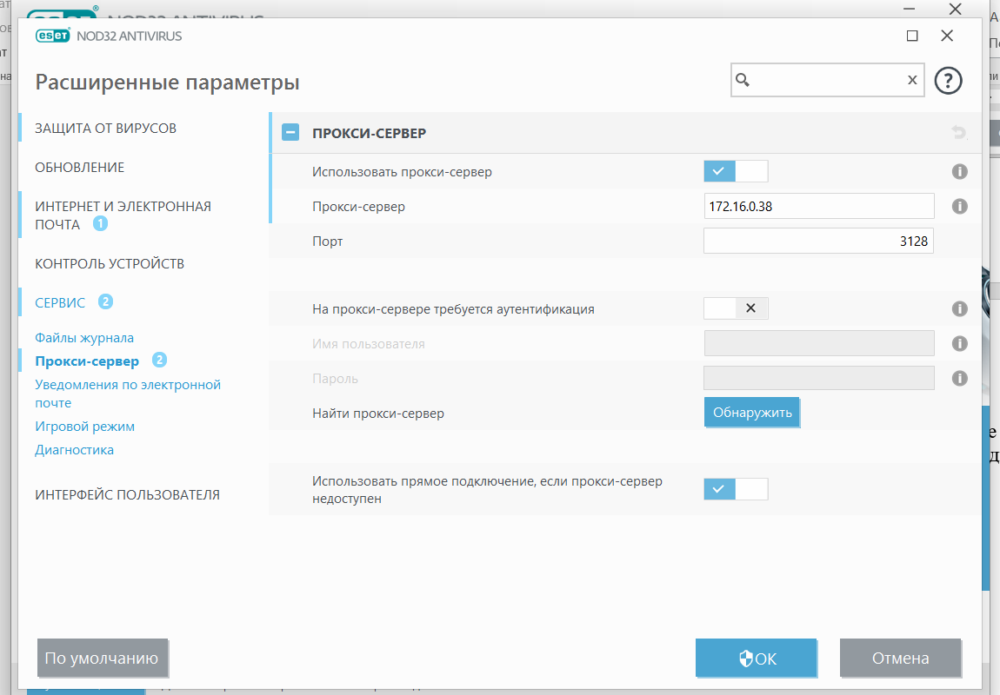 eset NOD32 ANTIVIRUS
Расширенные параметры
x
?
ЗАЩИТА ОТ ВИРУСОВ
ОБНОВЛЕНИЕ
ИНТЕРНЕТ И ЭЛЕКТРОННАЯ
ПОЧТА 1
КОНТРОЛЬ УСТРОЙСТВ
СЕРВИС 2
Файлы журнала
Прокси-сервер 2
Уведомления по электронной
почте
Игровой режим
Диагностика
ИНТЕРФЕЙС ПОЛЬЗОВАТЕЛЯ
ПРОКСИ-СЕРВЕР
Использовать прокси-сервер
Прокси-сервер 172.16.0.38
Порт 3128
На прокси-сервере требуется аутентификация
Имя пользователя
Пароль
Найти прокси-сервер Обнаружить
Использовать прямое подключение, если прокси-сервер
недоступен
По умолчанию
OK
Отмена